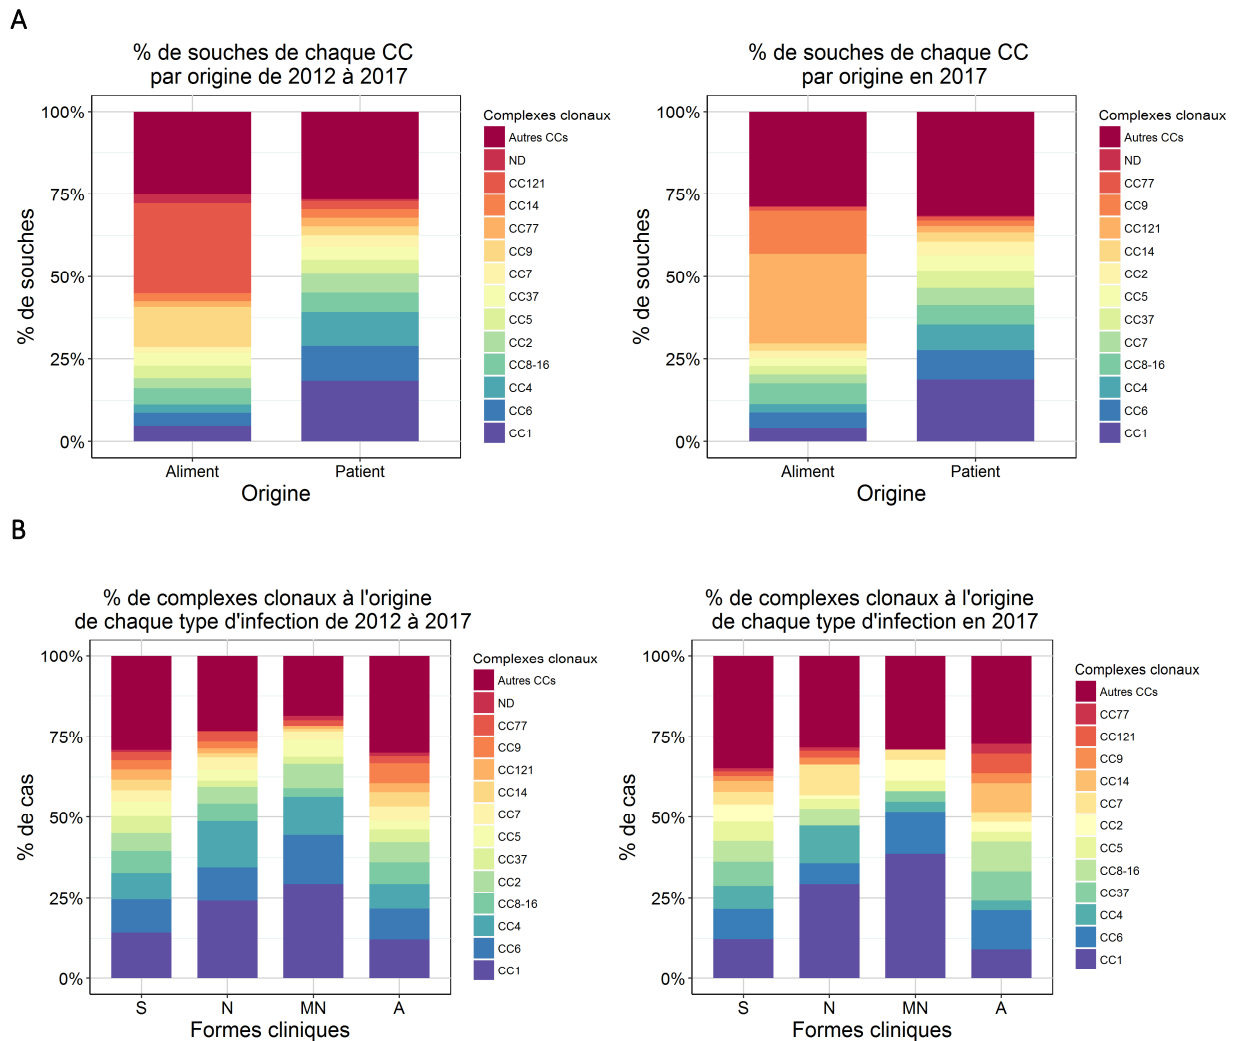 A
% de souches de chaque CC
par origine de 2012 à 2017
100%
75%
50%
25%
0%
% de souches
Aliment
Patient
Origine
Complexes clonaux
Autres CCs
ND
CC121
CC14
CC77
CC9
CC7
CC37
CC5
CC2
CC8-16
CC4
CC6
CC1
% de souches de chaque CC
par origine en 2017
100%
75%
50%
25%
0%
% de souches
Aliment
Patient
Origine
Complexes clonaux
Autres CCs
ND
CC77
CC9
CC121
CC14
CC2
CC5
CC37
CC7
CC8-16
CC4
CC6
CC1
B
% de complexes clonaux à l'origine
de chaque type d'infection de 2012 à 2017
100%
75%
50%
25%
0%
% de cas
S
N
MN
A
Formes cliniques
Complexes clonaux
Autres CCs
ND
CC77
CC9
CC121
CC14
CC7
CC5
CC37
CC2
CC8-16
CC4
CC6
CC1
% de complexes clonaux à l'origine
de chaque type d'infection en 2017
100%
75%
50%
25%
0%
% de cas
S
N
MN
A
Formes cliniques
Complexes clonaux
Autres CCs
CC77
CC121
CC9
CC14
CC7
CC2
CC5
CC8-16
CC37
CC4
CC6
CC1